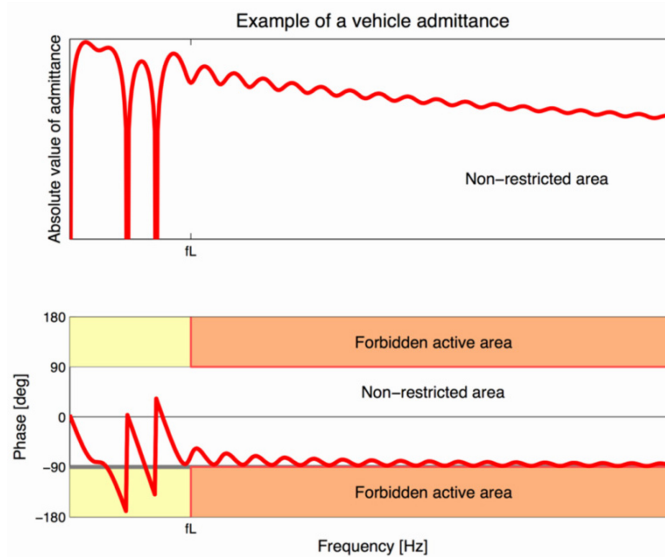 Example of a vehicle admittance
Absolute value of admittance
Non−restricted area
fL
180
90
0
−90
−180
Phase [deg]
Forbidden active area
Non−restricted area
Forbidden active area
fL
Frequency [Hz]